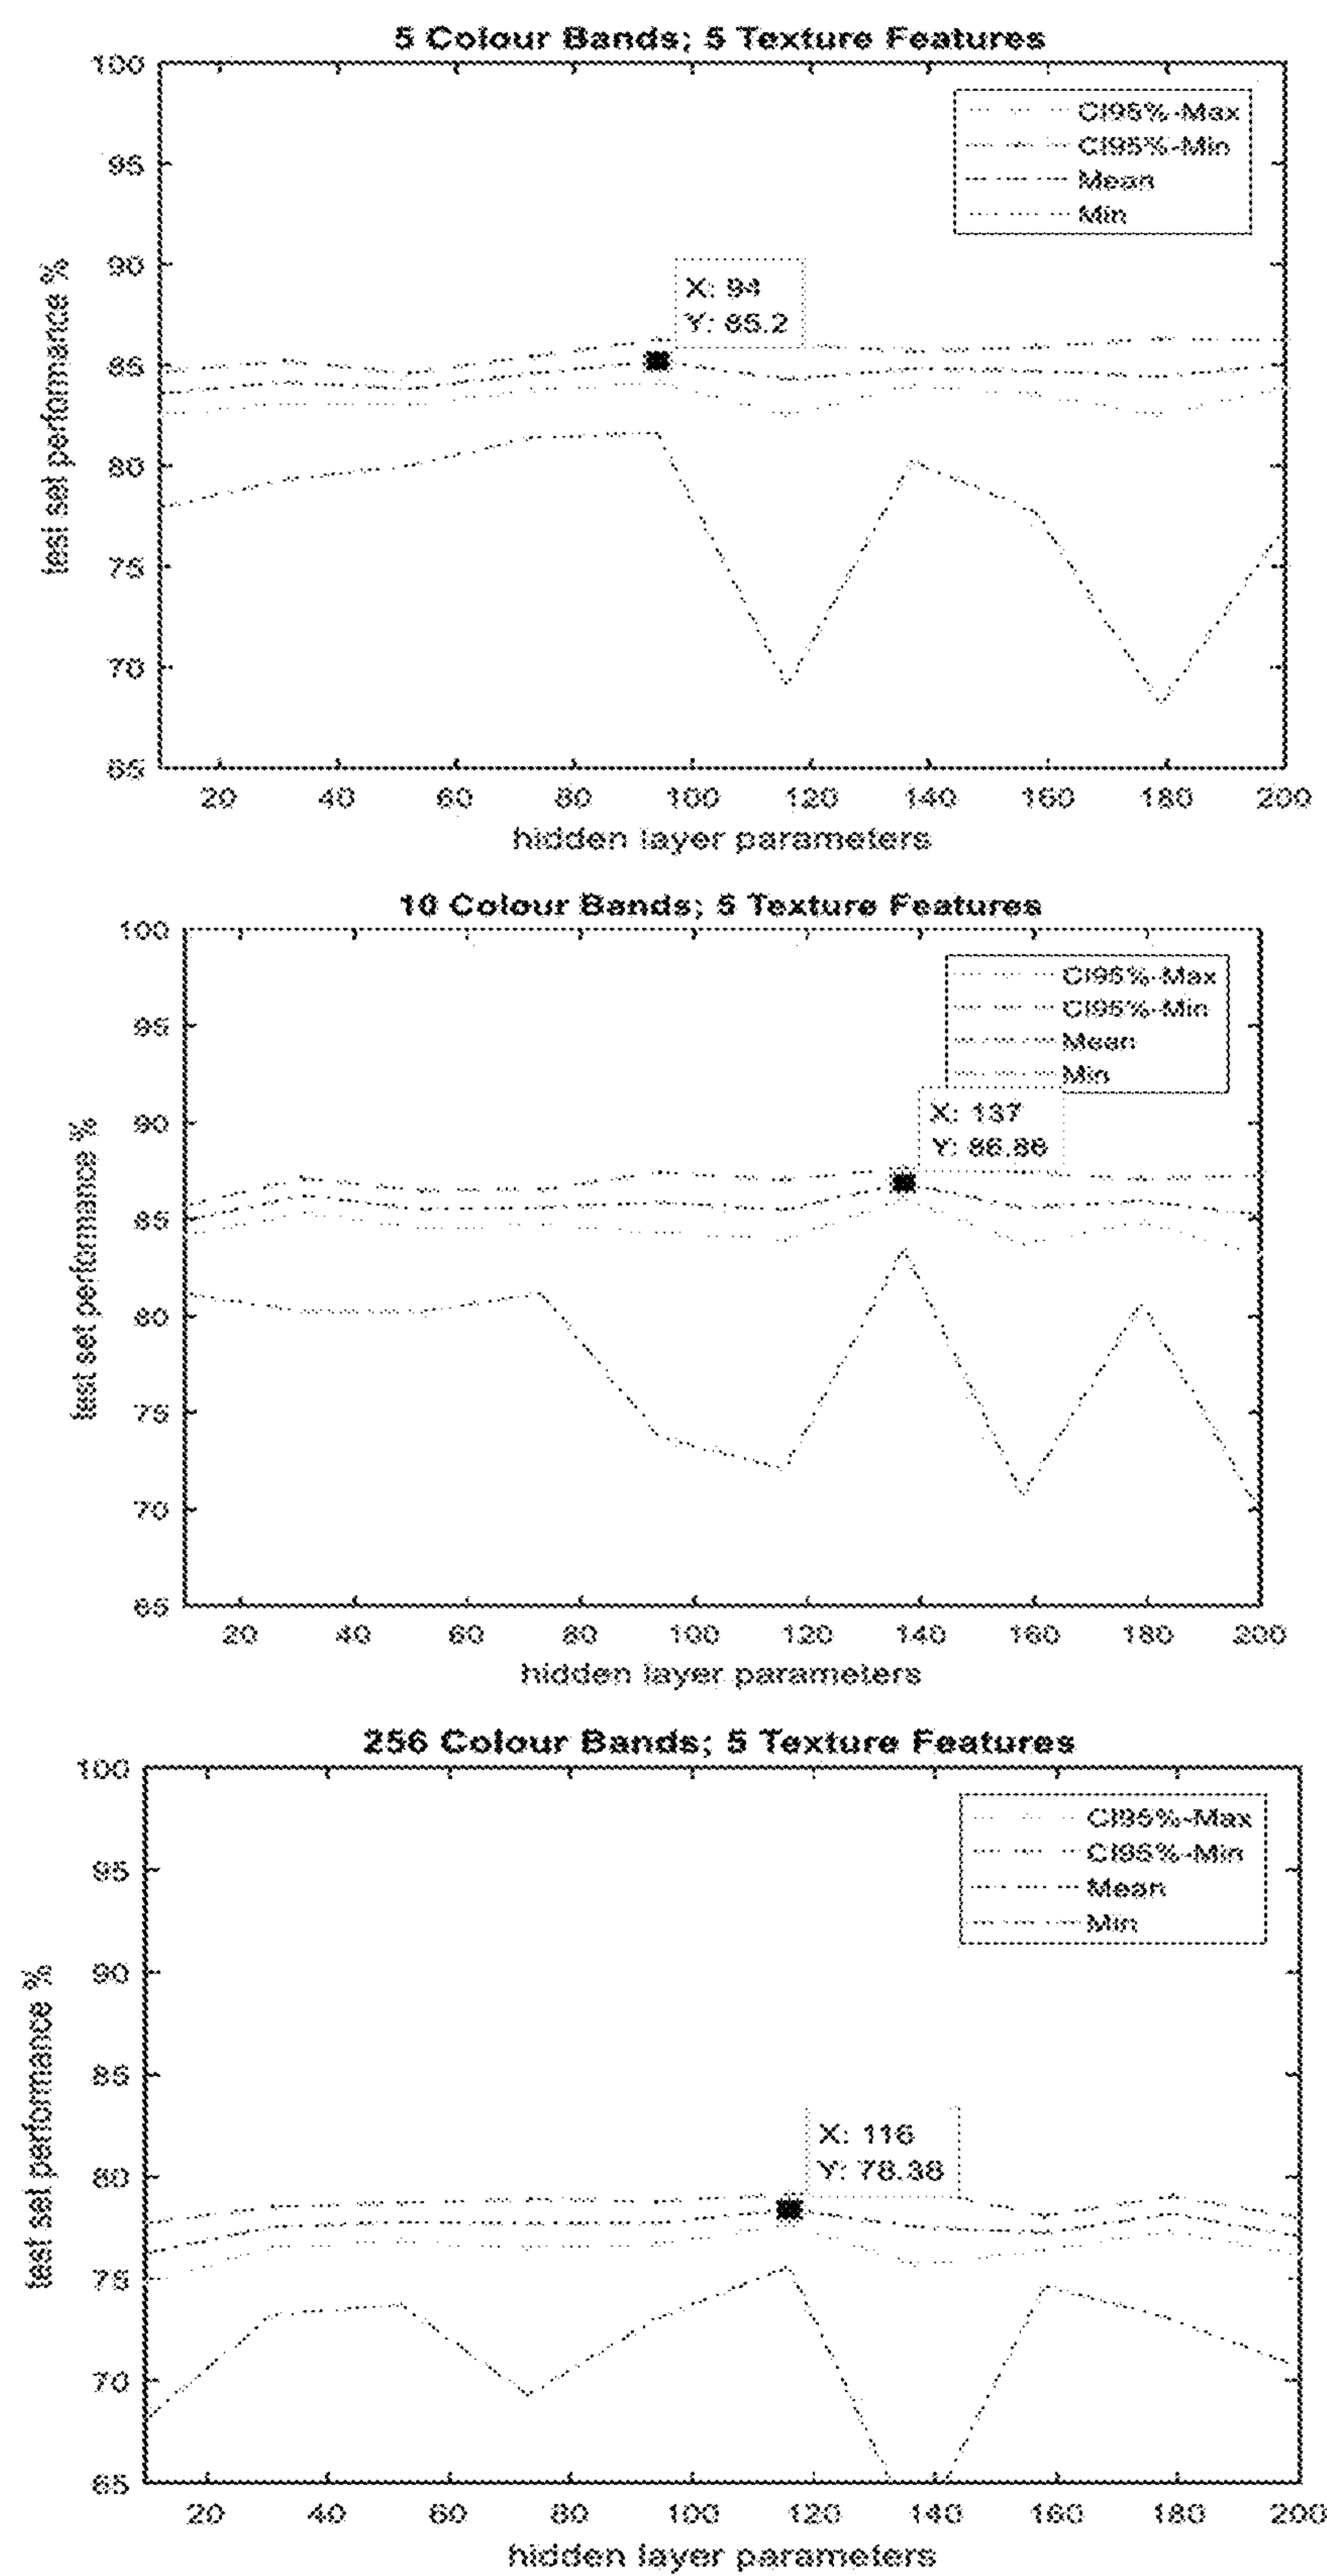 5 Colour Bands; 5 Texture Features
100
95
90
85
80
75
70
65
test set performance %
CI95%-Max
CI95%-Min
Mean
Min
X: 94
Y: 85.2
20 40 60 80 100 120 140 160 180 200
hidden layer parameters
10 Colour Bands; 5 Texture Features
100
95
90
85
80
75
70
65
test set performance %
CI95%-Max
CI95%-Min
Mean
Min
X: 137
Y: 86.86
20 40 60 80 100 120 140 160 180 200
hidden layer parameters
256 Colour Bands; 5 Texture Features
100
95
90
85
80
75
70
65
test set performance %
CI95%-Max
CI95%-Min
Mean
Min
X: 116
Y: 78.38
20 40 60 80 100 120 140 160 180 200
hidden layer parameters